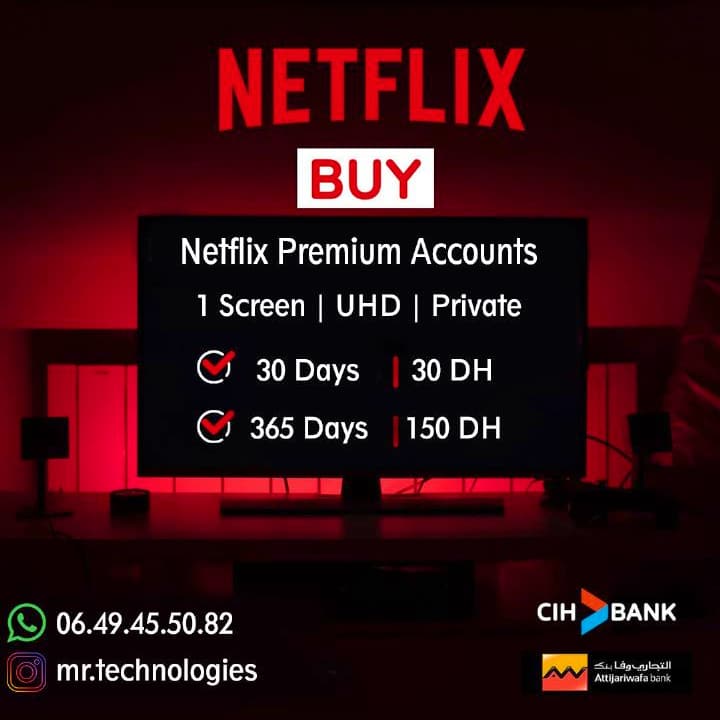 NETFLIX
BUY
Netflix Premium Accounts
1 Screen | UHD | Private
30 Days | 30 DH
365 Days | 150 DH
06.49.45.50.82
mr.technologies
CIH BANK
التجاري وفا بنك
Attijariwafa bank